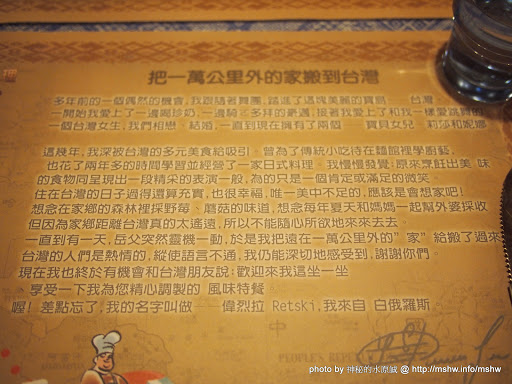 把一萬公里外的家搬到台灣
多年前的一個偶然的機會,我跟隨著舞團,踏進了這塊美麗的寶島——台灣
一開始我愛上了一邊喝珍奶,一邊騎 多拜的豪邁,接著我愛上了和我一樣愛跳舞的
一個台灣女生,我們相戀、結婚,一直到現在擁有了兩個 寶貝女兒 莉莎和妮娜
這幾年,我深被台灣的多元美食給吸引。曾為了傳統小吃待在麵館裡學廚藝,
也花了兩年多的時間學習並經營了一家日式料理。我慢慢發覺,原來烹飪出美 味
的食物同呈現出一段精采的表演一般,為的只是一個肯定或滿足的微笑。
住在台灣的日子過得還算充實,也很幸福,唯一美中不足的,應該是會想家吧!
想念在家鄉的森林裡採野莓、蘑菇的味道,想念每年夏天和媽媽一起幫外婆採收
但因為家鄉距離台灣真的太遙遠,所以不能隨心所欲地來來去去。
一直到有一天,岳父突然靈機一動,於是我把遠在一萬公里外的"家"給搬了過來
台灣的人們是熱情的,縱使語言不通,我仍能深切地感受到,謝謝你們。
現在我也終於有機會和台灣朋友說:歡迎來我這坐一坐
、享受一下我為您精心調製的 風味特餐
喔! 差點忘了,我的名字叫做——偉烈拉 Retski,我來自 白俄羅斯
中
PEOPLE'S REP
photo by 神秘的水原誠 @ http://mshw.info/mshw